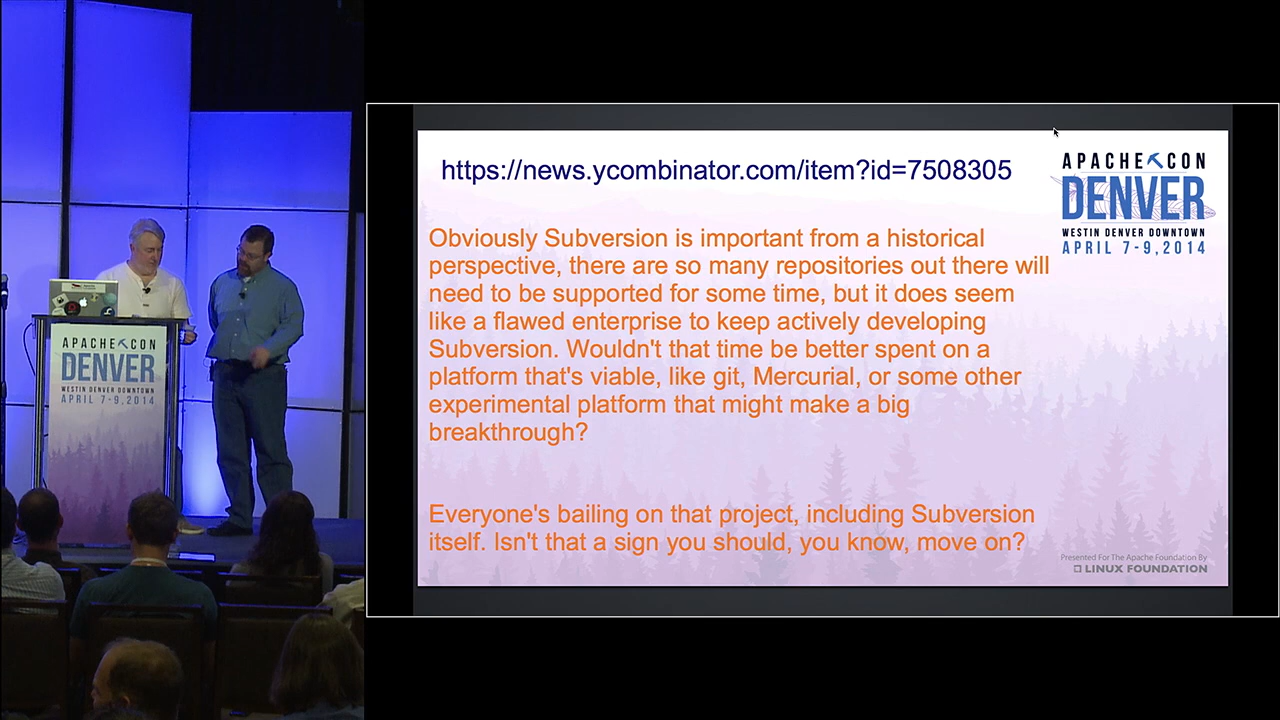 https://news.ycombinator.com/item?id=7508305
APACHE CON
DENVER
WESTIN DENVER DOWNTOWN
APRIL 7-9, 2014
Obviously Subversion is important from a historical
perspective, there are so many repositories out there will
need to be supported for some time, but it does seem
like a flawed enterprise to keep actively developing
Subversion. Wouldn't that time be better spent on a
platform that's viable, like git, Mercurial, or some other
experimental platform that might make a big
breakthrough?
Everyone's bailing on that project, including Subversion
itself. Isn't that a sign you should, you know, move on?
Presented For The Apache Foundation By
LINUX FOUNDATION
APACHE CON
DENVER
WESTIN DENVER DOWNTOWN
APRIL 7-9, 2014